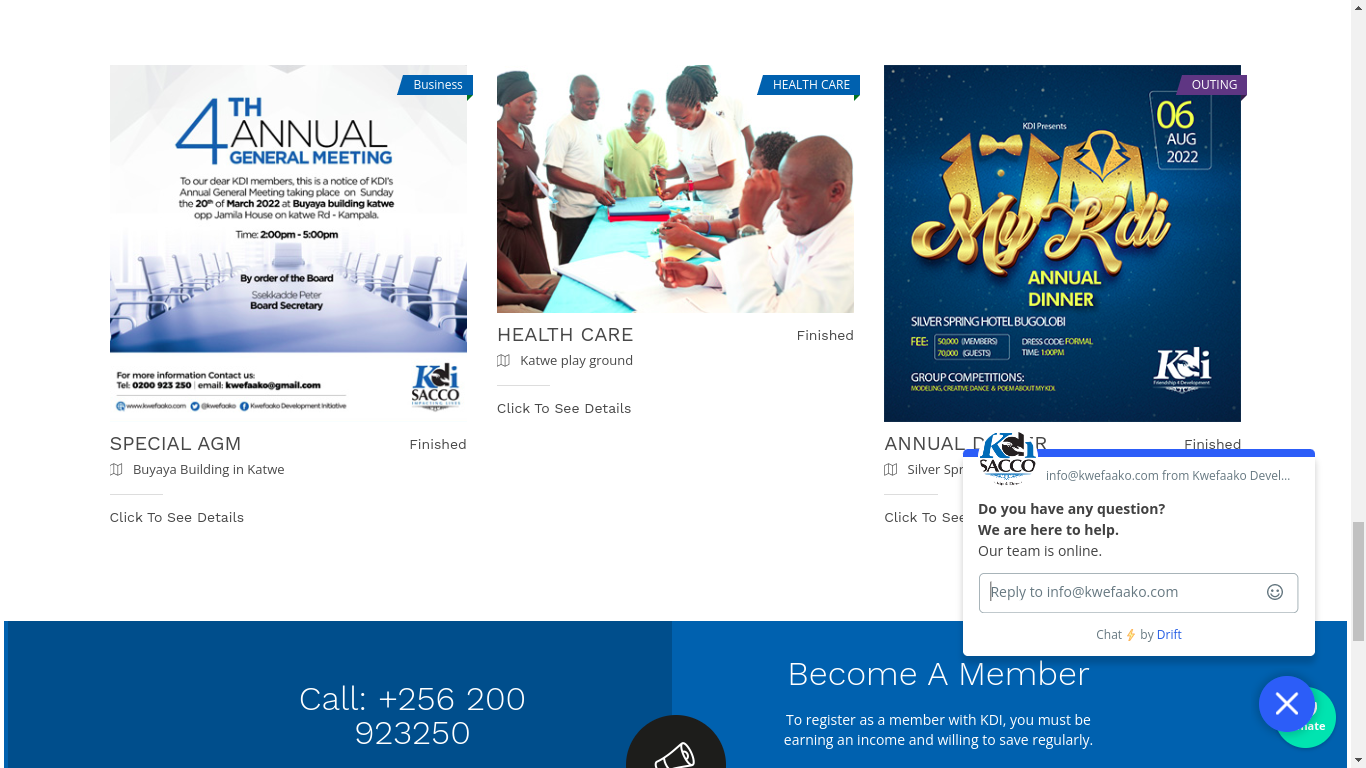 Business
4TH
ANNUAL
GENERAL MEETING
To our dear KDI members, this is a notice of KDI's
Annual General Meeting taking place on Sunday
the 20th of March 2022 at Buyaya building katwe
opp Jamila House on katwe Rd - Kampala.
Time: 2:00pm - 5:00pm
By order of the Board
Ssekkadde Peter
Board Secretary
For more information Contact us:
Tel: 0200 923 250 | email: kwefaako@gmail.com
www.kwefaako.com @kwefaako Kwefaako Development Initiative
Kdi
SACCO
IMPACTING LIVES
SPECIAL AGM
Finished
Buyaya Building in Katwe
Click To See Details
HEALTH CARE
HEALTH CARE
Finished
Katwe play ground
Click To See Details
OUTING
06
AUG
2022
KDI Presents
My Kdi
ANNUAL
DINNER
SILVER SPRING HOTEL BUGOLOBI
FEE: 50,000 (MEMBERS)
70,000 (GUESTS)
DRESS CODE: FORMAL
TIME: 1:00PM
GROUP COMPETITIONS:
MODELING, CREATIVE DANCE & POEM ABOUT MY KDI
Kdi
Friendship & Development
ANNUAL D
R
Finished
Silver Spr
Click To See
Kdi
SACCO
info@kwefaako.com from Kwefaako Devel...
Do you have any question?
We are here to help.
Our team is online.
Reply to info@kwefaako.com
Chat by Drift
Call: +256 200
923250
Become A Member
To register as a member with KDI, you must be
earning an income and willing to save regularly.
nate